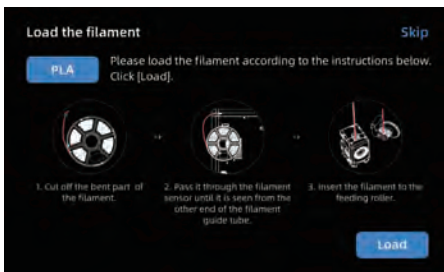 Load the filament
Skip
PLA
Please load the filament according to the instructions below.
Click [Load].
1. Cut off the bent part of
the filament.
2. Pass it through the filament
sensor until it is seen from the
other end of the filament
guide tube.
3. Insert the filament to the
feeding roller.
Load